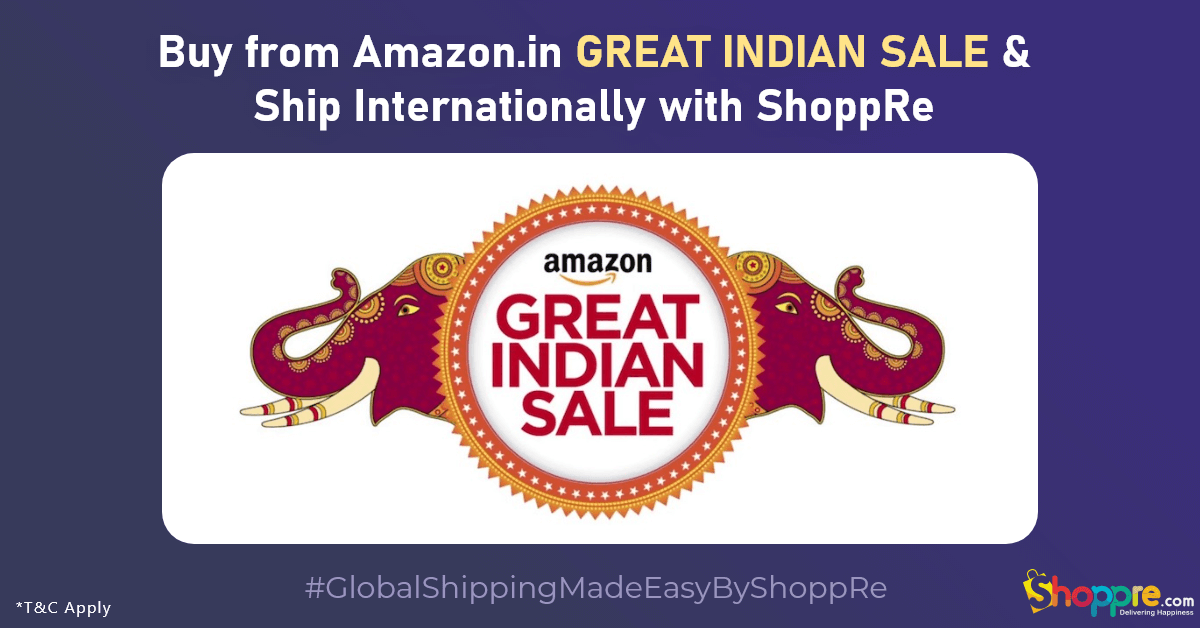 Buy from Amazon.in GREAT INDIAN SALE &
Ship Internationally with ShoppRe
amazon
GREAT
INDIAN
SALE
#GlobalShippingMadeEasyByShoppRe
*T&C Apply
Shoppre.com
Delivering Happiness